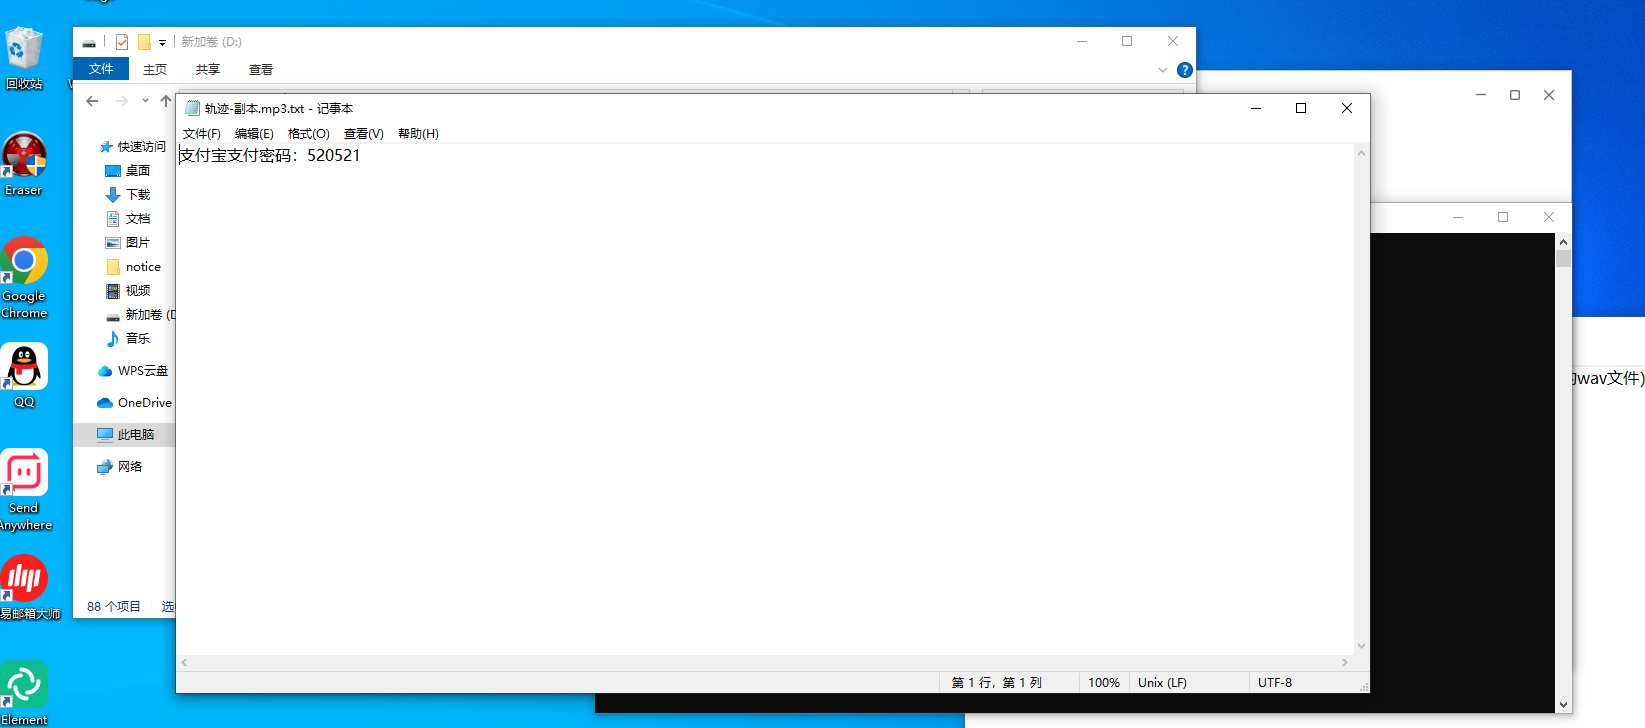 新加卷 (D:)
文件 主页 共享 查看
回收站
轨迹-副本.mp3.txt - 记事本
文件(F) 编辑(E) 格式(O) 查看(V) 帮助(H)
支付宝支付密码：520521
快速访问
桌面
Eraser
下载
文档
图片
notice
视频
Google
Chrome
新加卷 (D
音乐
WPS云盘
wav文件)
QQ
OneDrive
此电脑
网络
Send
Anywhere
88 个项目 选
易邮箱大师
第 1 行，第 1 列 100% Unix (LF) UTF-8
Element